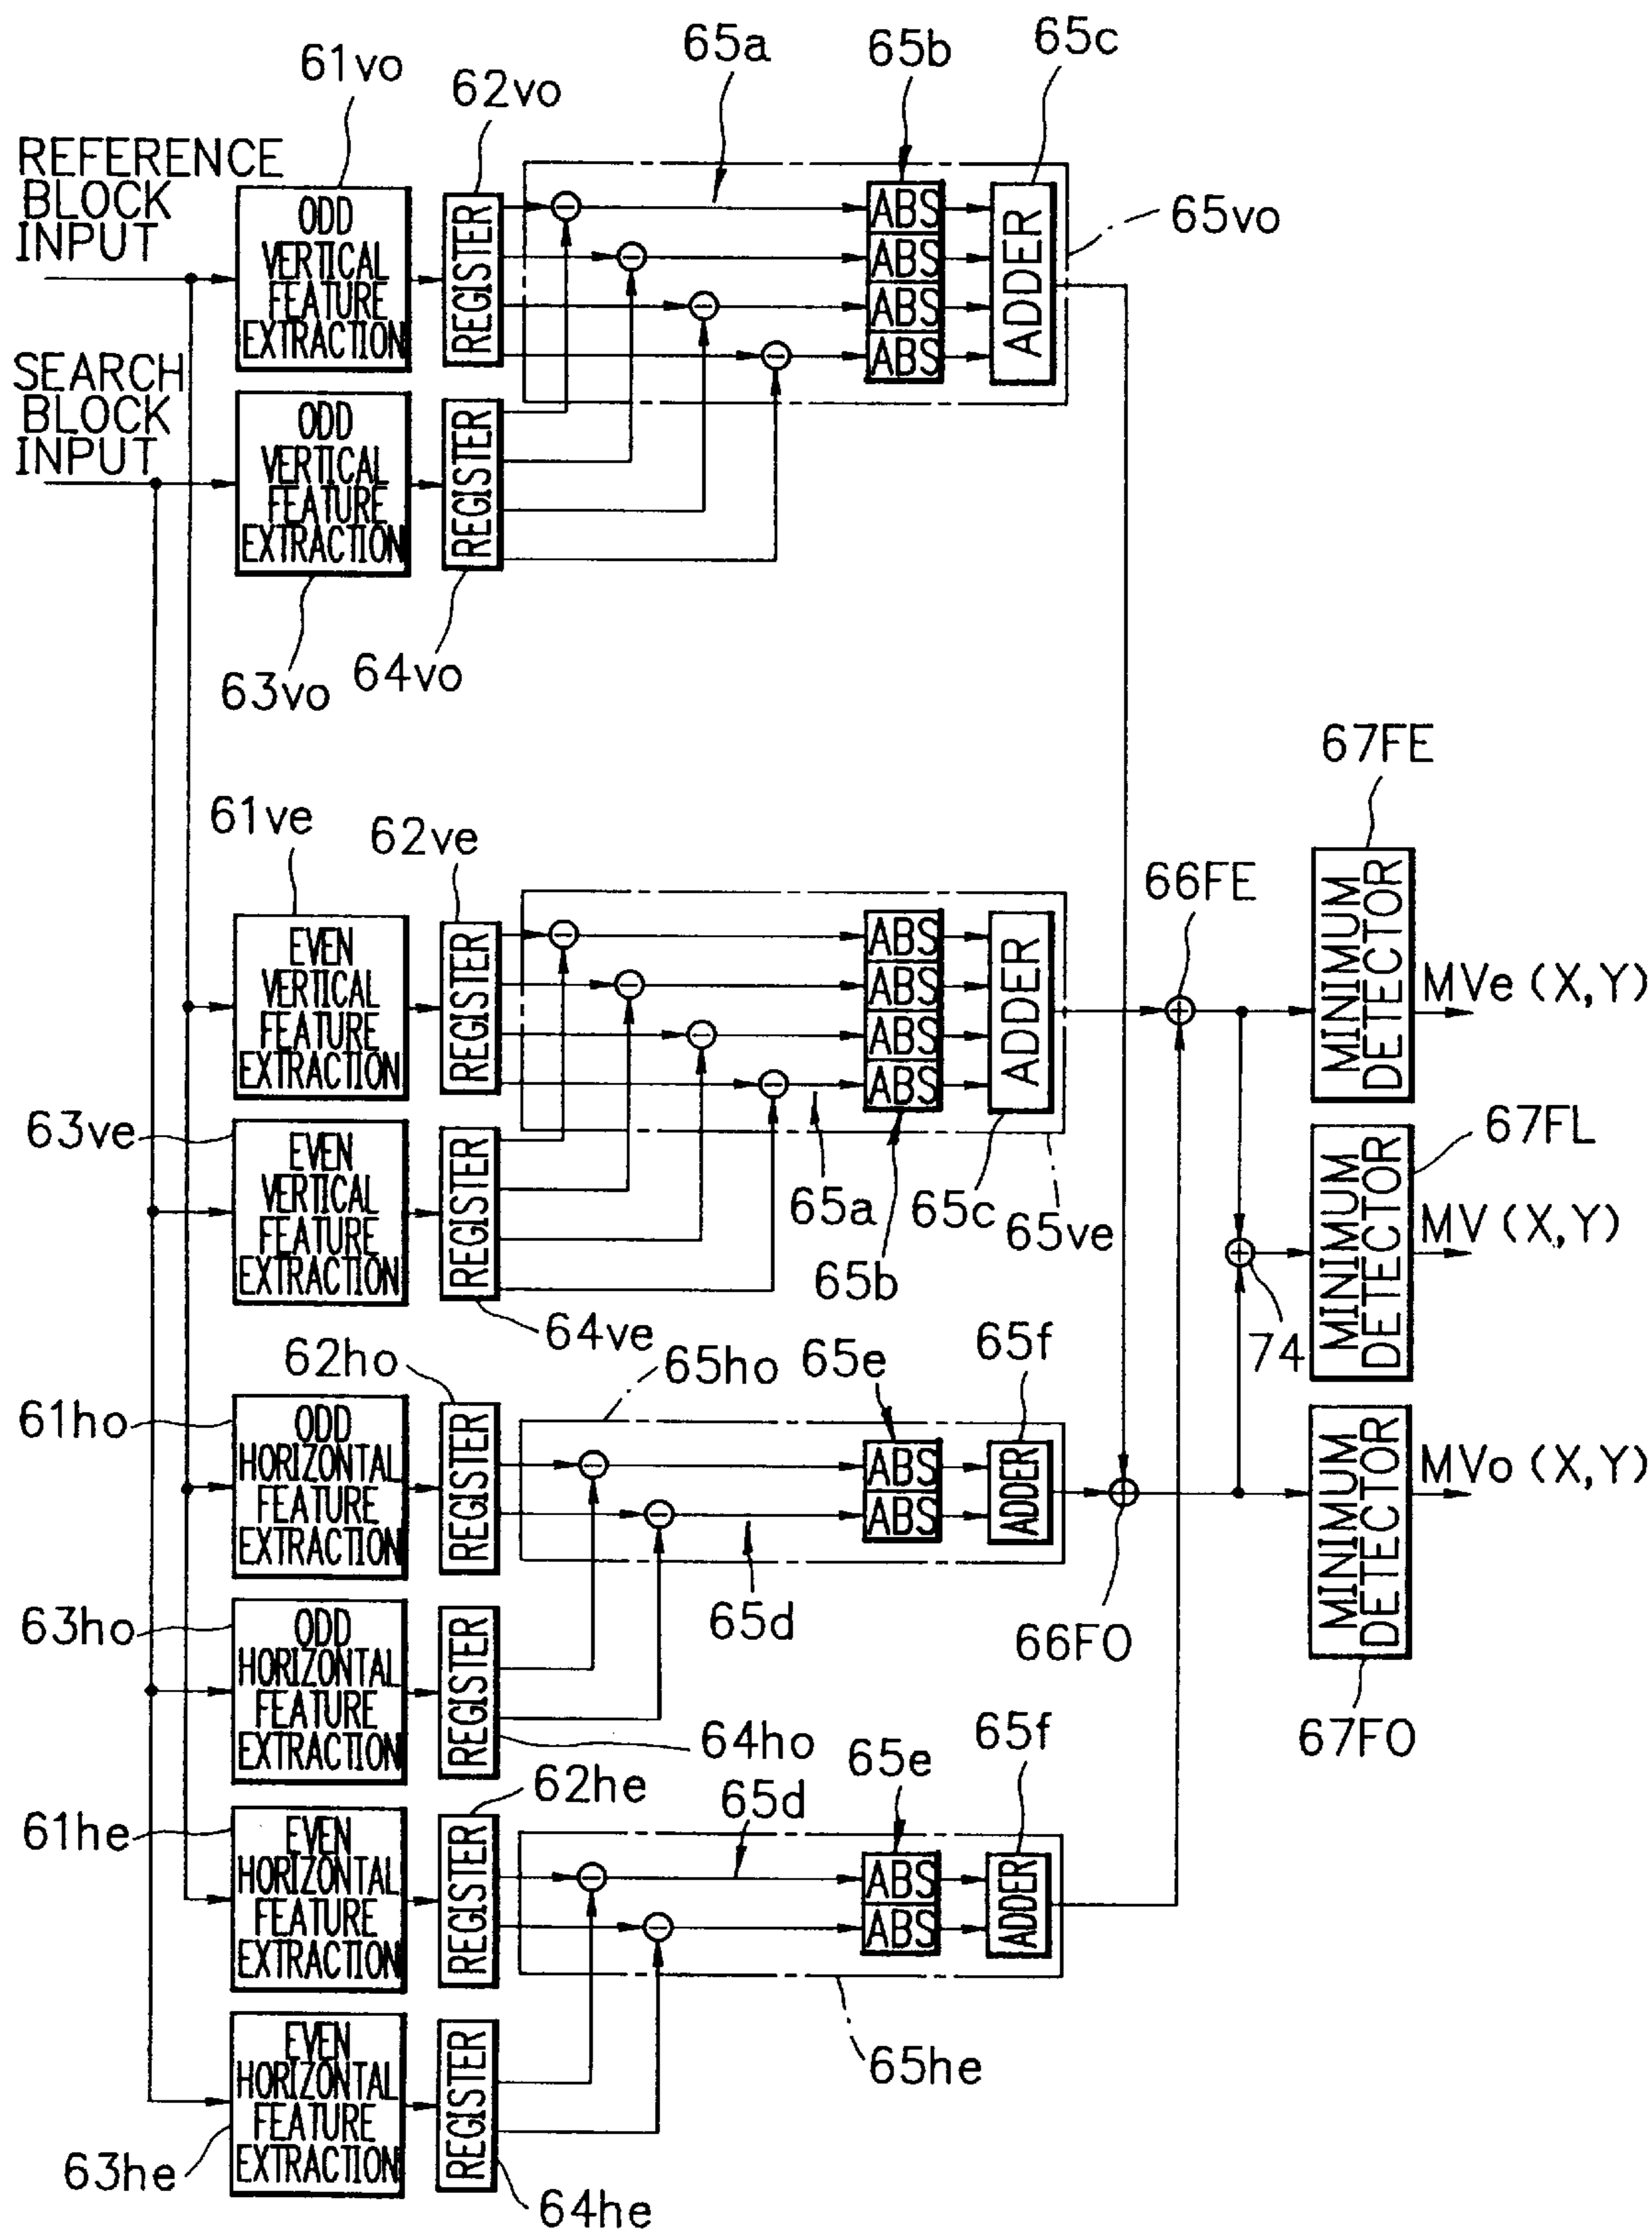 65a
65b
65c
61vo
62vo
REFERENCE
BLOCK
INPUT
ODD
VERTICAL
FEATURE
EXTRACTION
REGISTER
ABS
ABS
ABS
ABS
ADDER
65vo
SEARCH
BLOCK
INPUT
ODD
VERTICAL
FEATURE
EXTRACTION
REGISTER
63vo
64vo
67FE
61ve
62ve
66FE
EVEN
VERTICAL
FEATURE
EXTRACTION
REGISTER
ABS
ABS
ABS
ABS
ADDER
MINIMUM
DETECTOR
MVe (X,Y)
63ve
EVEN
VERTICAL
FEATURE
EXTRACTION
REGISTER
65a
65b
65c
65ve
64ve
67FL
MINIMUM
DETECTOR
MV (X,Y)
74
62ho
65ho
65e
65f
61ho
ODD
HORIZONTAL
FEATURE
EXTRACTION
REGISTER
ABS
ABS
ADDER
MINIMUM
DETECTOR
MVo (X,Y)
65d
66FO
67FO
63ho
ODD
HORIZONTAL
FEATURE
EXTRACTION
REGISTER
64ho
62he
65d
65e
65f
61he
EVEN
HORIZONTAL
FEATURE
EXTRACTION
REGISTER
ABS
ABS
ADDER
65he
EVEN
HORIZONTAL
FEATURE
EXTRACTION
REGISTER
63he
64he